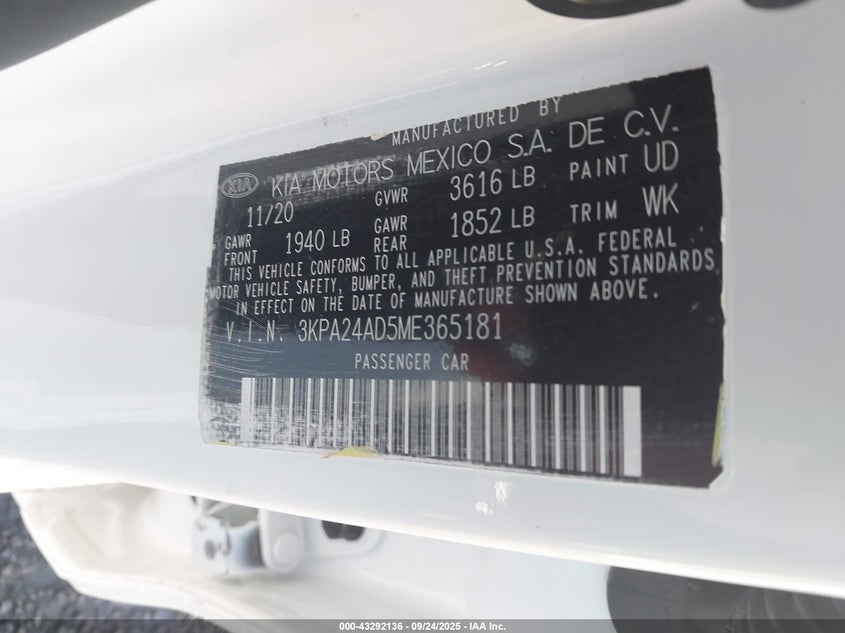 MANUFACTURED BY
KIA KIA MOTORS MEXICO S.A. DE C.V.
11/20 GVWR 3616 LB PAINT UD
GAWR FRONT 1940 LB GAWR REAR 1852 LB TRIM WK
THIS VEHICLE CONFORMS TO ALL APPLICABLE U.S.A. FEDERAL
MOTOR VEHICLE SAFETY, BUMPER, AND THEFT PREVENTION STANDARDS
IN EFFECT ON THE DATE OF MANUFACTURE SHOWN ABOVE.
V.I.N. 3KPA24AD5ME365181
PASSENGER CAR
000-43292136 - 09/24/2025 - IAA Inc.